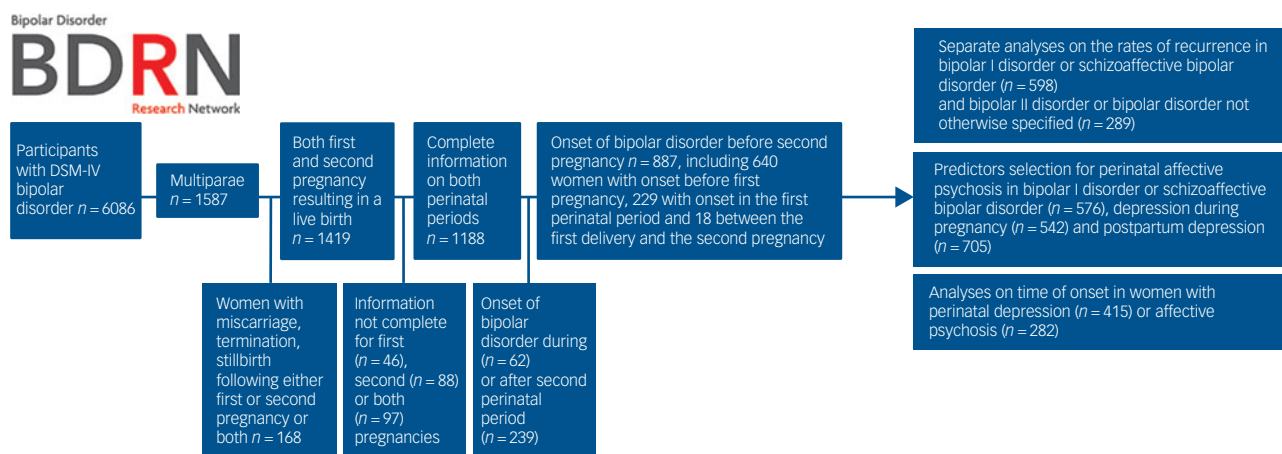 Bipolar Disorder
BDRN
Research Network
Participants
with DSM-IV
bipolar
disorder n = 6086
Multiparae
n = 1587
Both first
and second
pregnancy
resulting in a
live birth
n = 1419
Complete
information
on both
perinatal
periods
n = 1188
Onset of bipolar disorder before second
pregnancy n = 887, including 640
women with onset before first
pregnancy, 229 with onset in the first
perinatal period and 18 between the
first delivery and the second pregnancy
Women with
miscarriage,
termination,
stillbirth
following either
first or second
pregnancy or
both n = 168
Information
not complete
for first
(n = 46),
second (n = 88)
or both
(n = 97)
pregnancies
Onset of
bipolar
disorder during
(n = 62)
or after second
perinatal
period
(n = 239)
Separate analyses on the rates of recurrence in
bipolar I disorder or schizoaffective bipolar
disorder (n = 598)
and bipolar II disorder or bipolar disorder not
otherwise specified (n = 289)
Predictors selection for perinatal affective
psychosis in bipolar I disorder or schizoaffective
bipolar disorder (n = 576), depression during
pregnancy (n = 542) and postpartum depression
(n = 705)
Analyses on time of onset in women with
perinatal depression (n = 415) or affective
psychosis (n = 282)